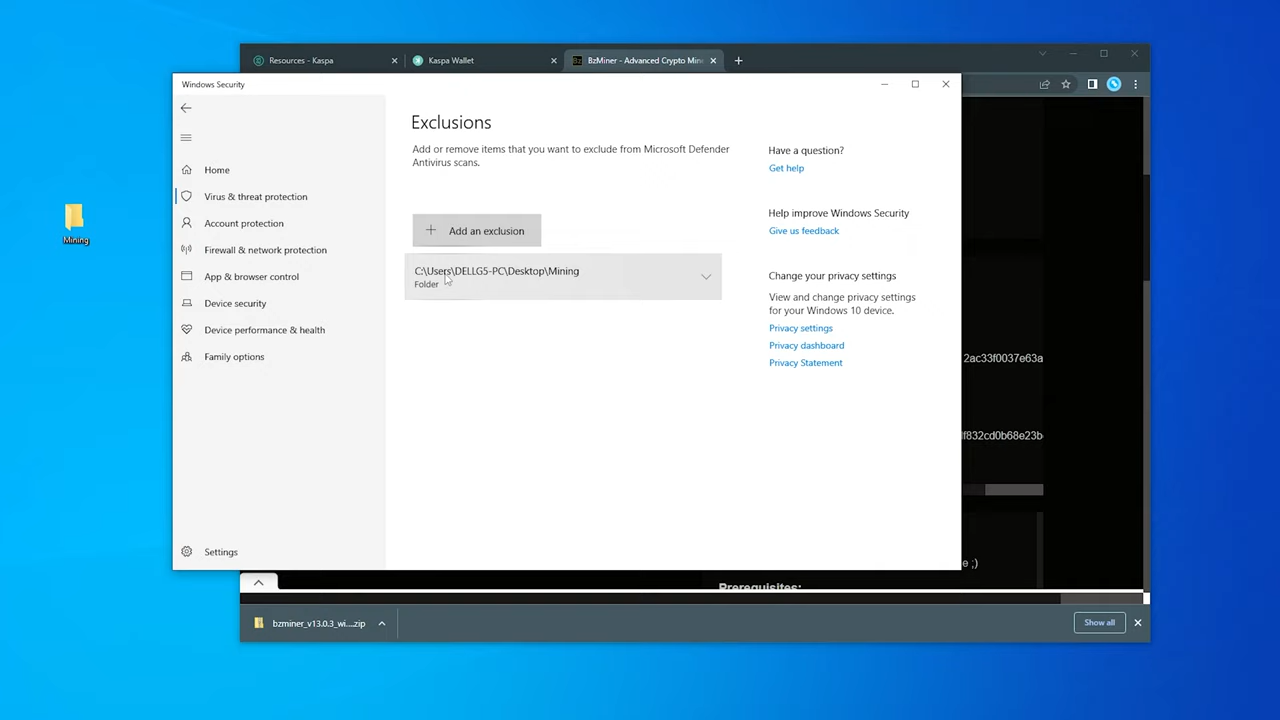 Resources - Kaspa
Kaspa Wallet
BzMiner - Advanced Crypto Min
Windows Security
Exclusions
Add or remove items that you want to exclude from Microsoft Defender
Antivirus scans.
Add an exclusion
C:\Users\DELLG5-PC\Desktop\Mining
Folder
Home
Virus & threat protection
Account protection
Firewall & network protection
App & browser control
Device security
Device performance & health
Family options
Settings
Have a question?
Get help
Help improve Windows Security
Give us feedback
Change your privacy settings
View and change privacy settings
for your Windows 10 device.
Privacy settings
Privacy dashboard
Privacy Statement
Mining
2ac33f0037e63a
f832cd0b68e23b
e ;)
Prerequisites:
bzminer_v13.0.3_wi....zip
Show all